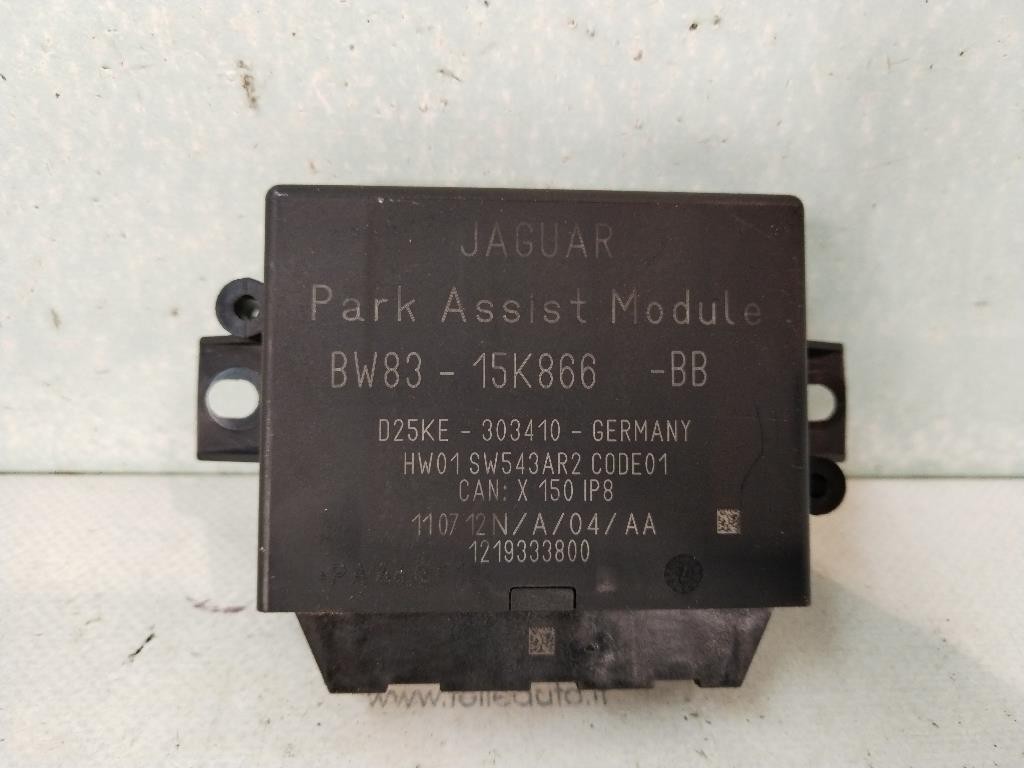 JAGUAR
Park Assist Module
BW83 - 15K866 -BB
D25KE - 303410 - GERMANY
HW01 SW543AR2 CODE01
CAN: X 150 IP8
110712N/A/04/AA
1219333800